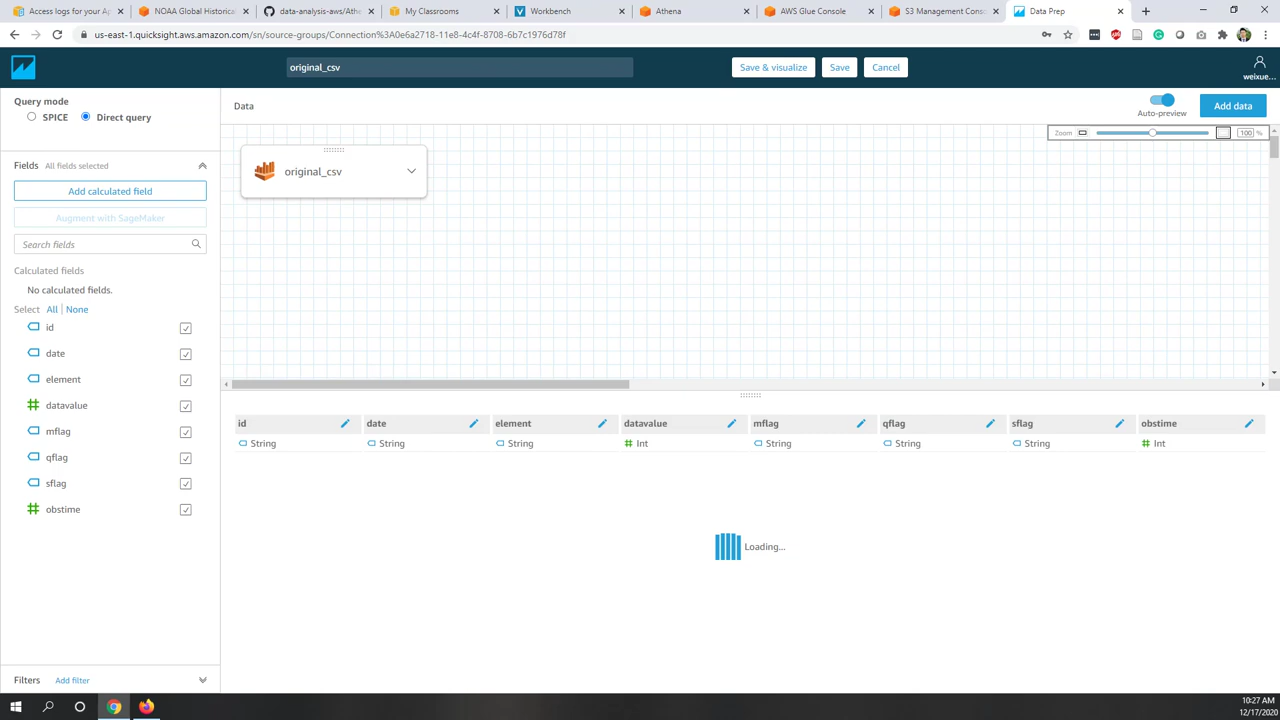 Access logs for your Ap
NOAA Global Historica
data-analysis-aws/Athe
My Classrooms
Workbench
Athena
AWS Glue Console
S3 Management Cons
Data Prep
us-east-1.quicksight.aws.amazon.com/sn/source-groups/Connection%3A0e6a2718-11e8-4c4f-8708-6b7c1976d78f
original_csv
Save & visualize
Save
Cancel
weixue...
Query mode
SPICE
Direct query
Data
Auto-preview
Add data
Zoom
100 %
Fields All fields selected
Add calculated field
Augment with SageMaker
Search fields
Calculated fields
No calculated fields.
Select All | None
id
date
element
datavalue
mflag
qflag
sflag
obstime
original_csv
id date element datavalue mflag qflag sflag obstime
String String String Int String String String Int
Loading...
Filters Add filter
10:27 AM
12/17/2020